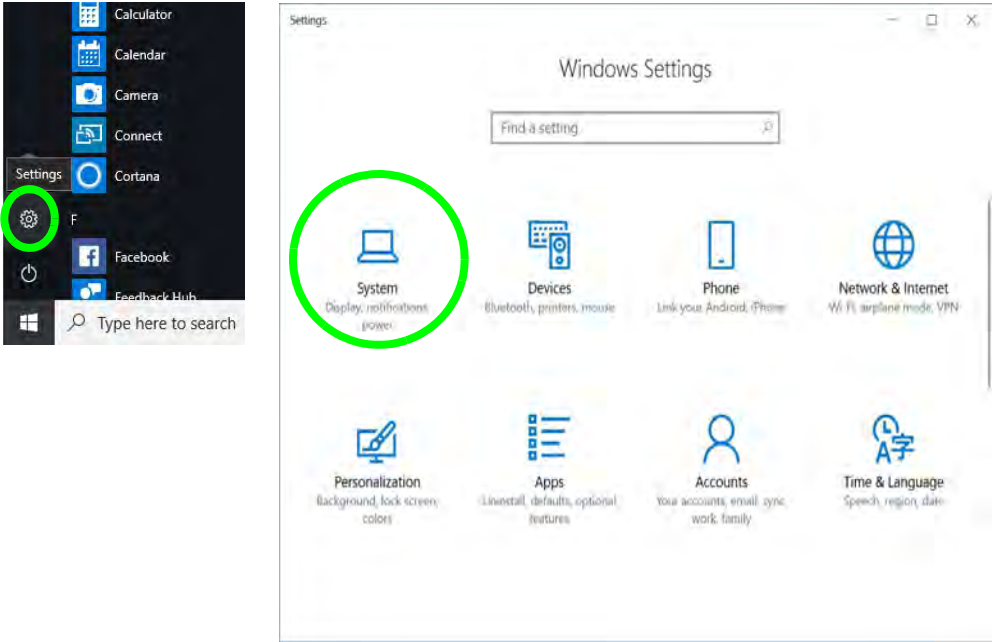 Calculator
Calendar
Camera
Connect
Settings
Cortana
F
Facebook
Feedback Hub
Type here to search
Settings
Windows Settings
Find a setting
System
Display, notifications,
power
Devices
Bluetooth, printers, mouse
Phone
Link your Android, iPhone
Network & Internet
Wi-Fi, airplane mode, VPN
Personalization
Background, lock screen,
colors
Apps
Uninstall, defaults, optional
features
Accounts
Your accounts, email, sync,
work, family
Time & Language
Speech, region, date
A字